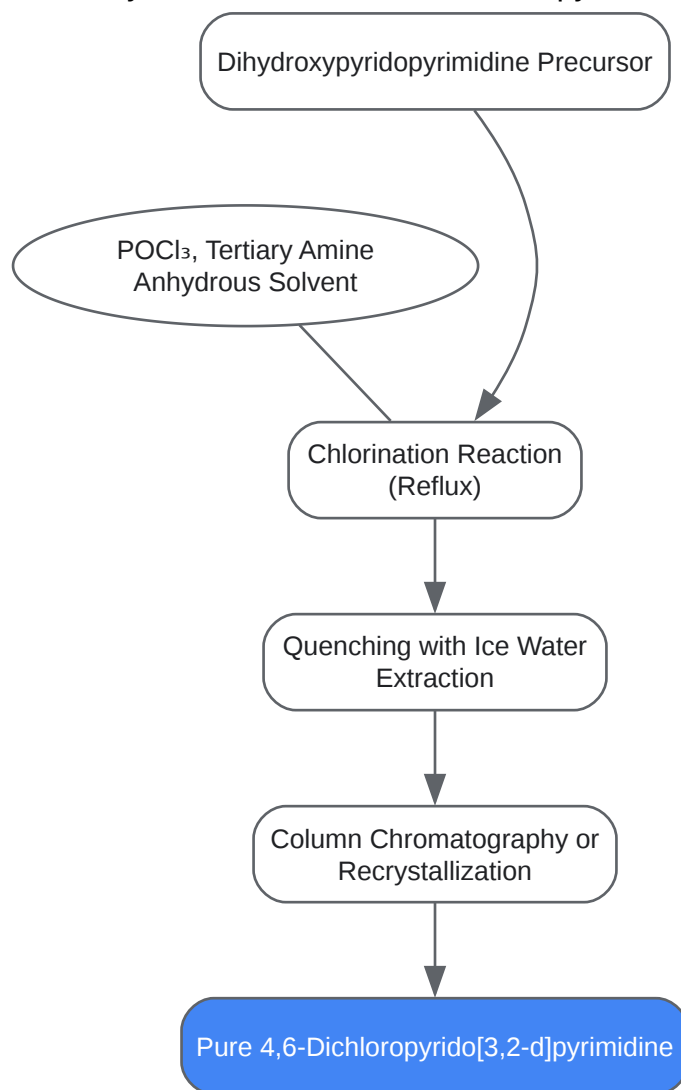 Dihydroxypyridopyrimidine Precursor
POCl₃, Tertiary Amine
Anhydrous Solvent
Chlorination Reaction
(Reflux)
Quenching with Ice Water
Extraction
Column Chromatography or
Recrystallization
Pure 4,6-Dichloropyrido[3,2-d]pyrimidine